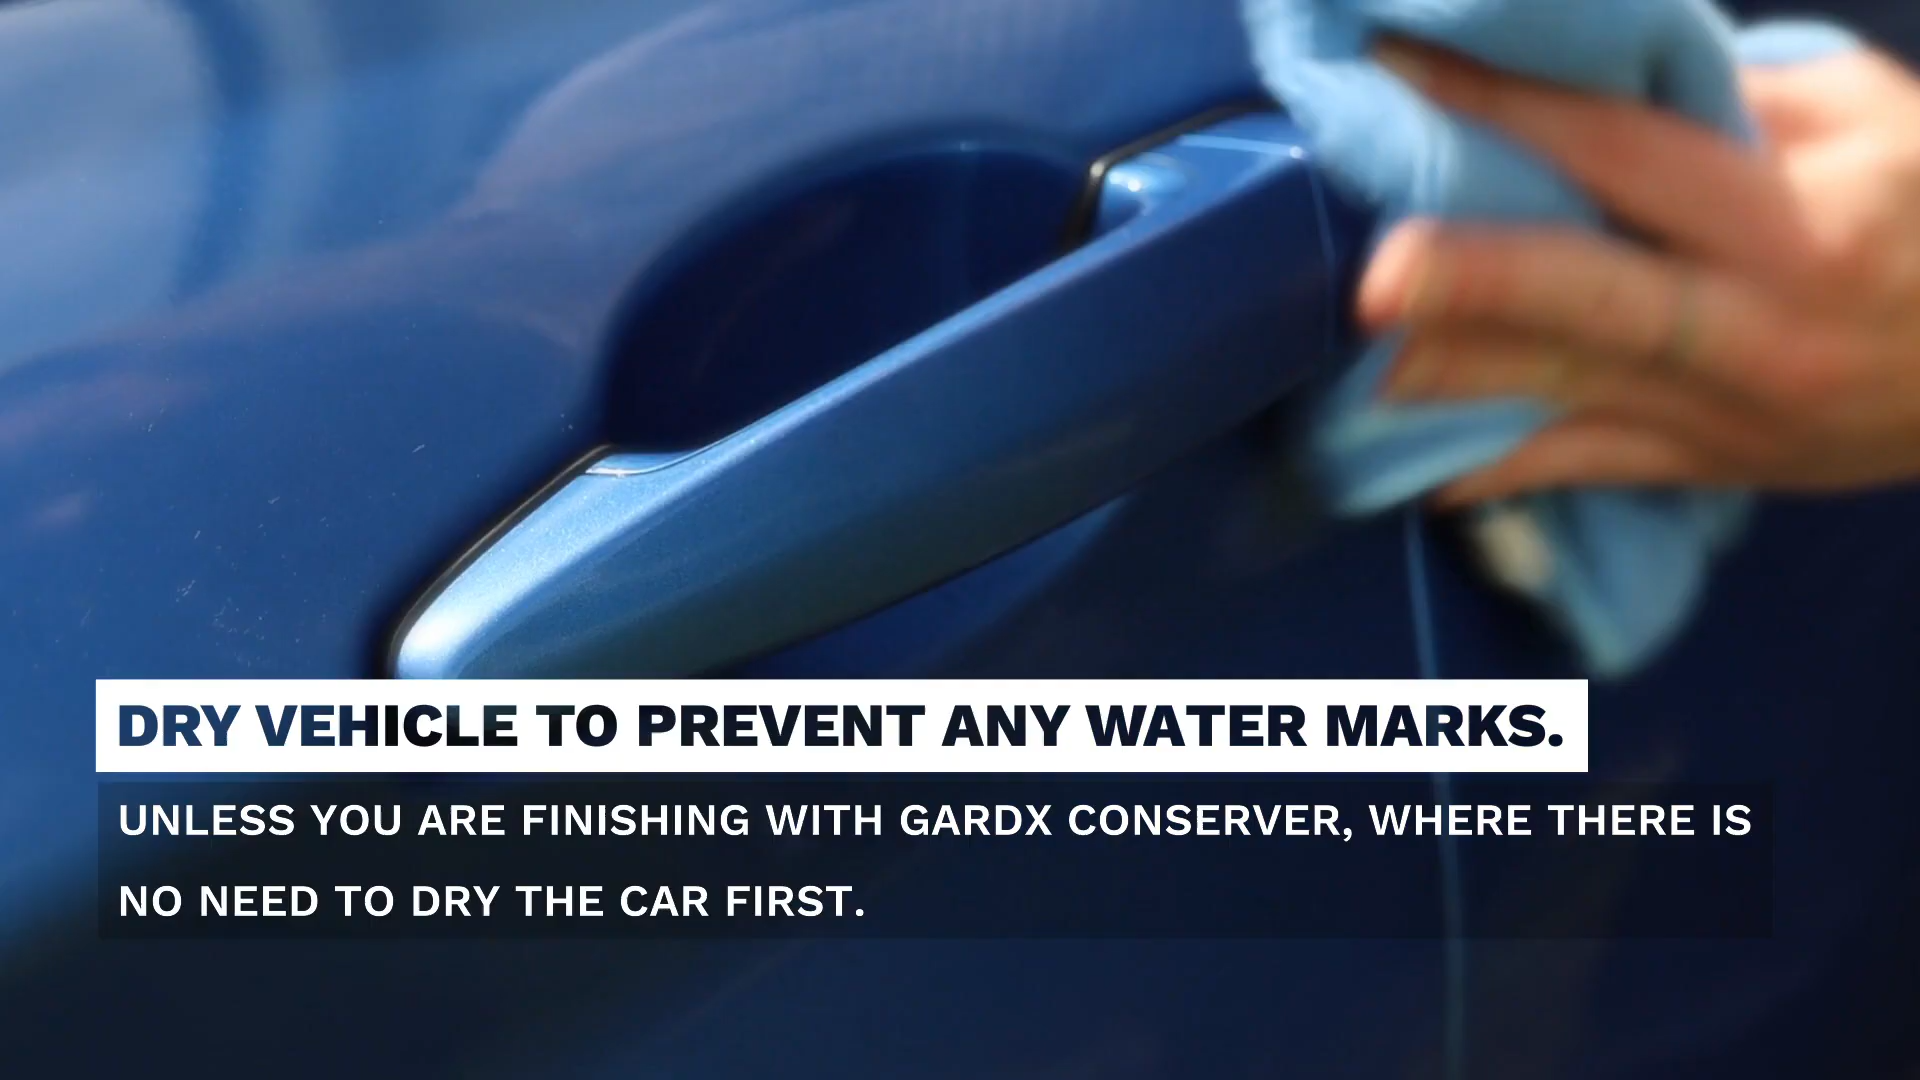 DRY VEHICLE TO PREVENT ANY WATER MARKS.
UNLESS YOU ARE FINISHING WITH GARDX CONSERVER, WHERE THERE IS
NO NEED TO DRY THE CAR FIRST.